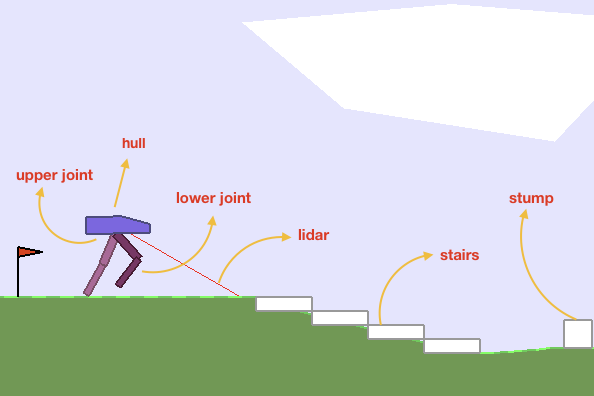 hull
upper joint
lower joint
stump
lidar
stairs